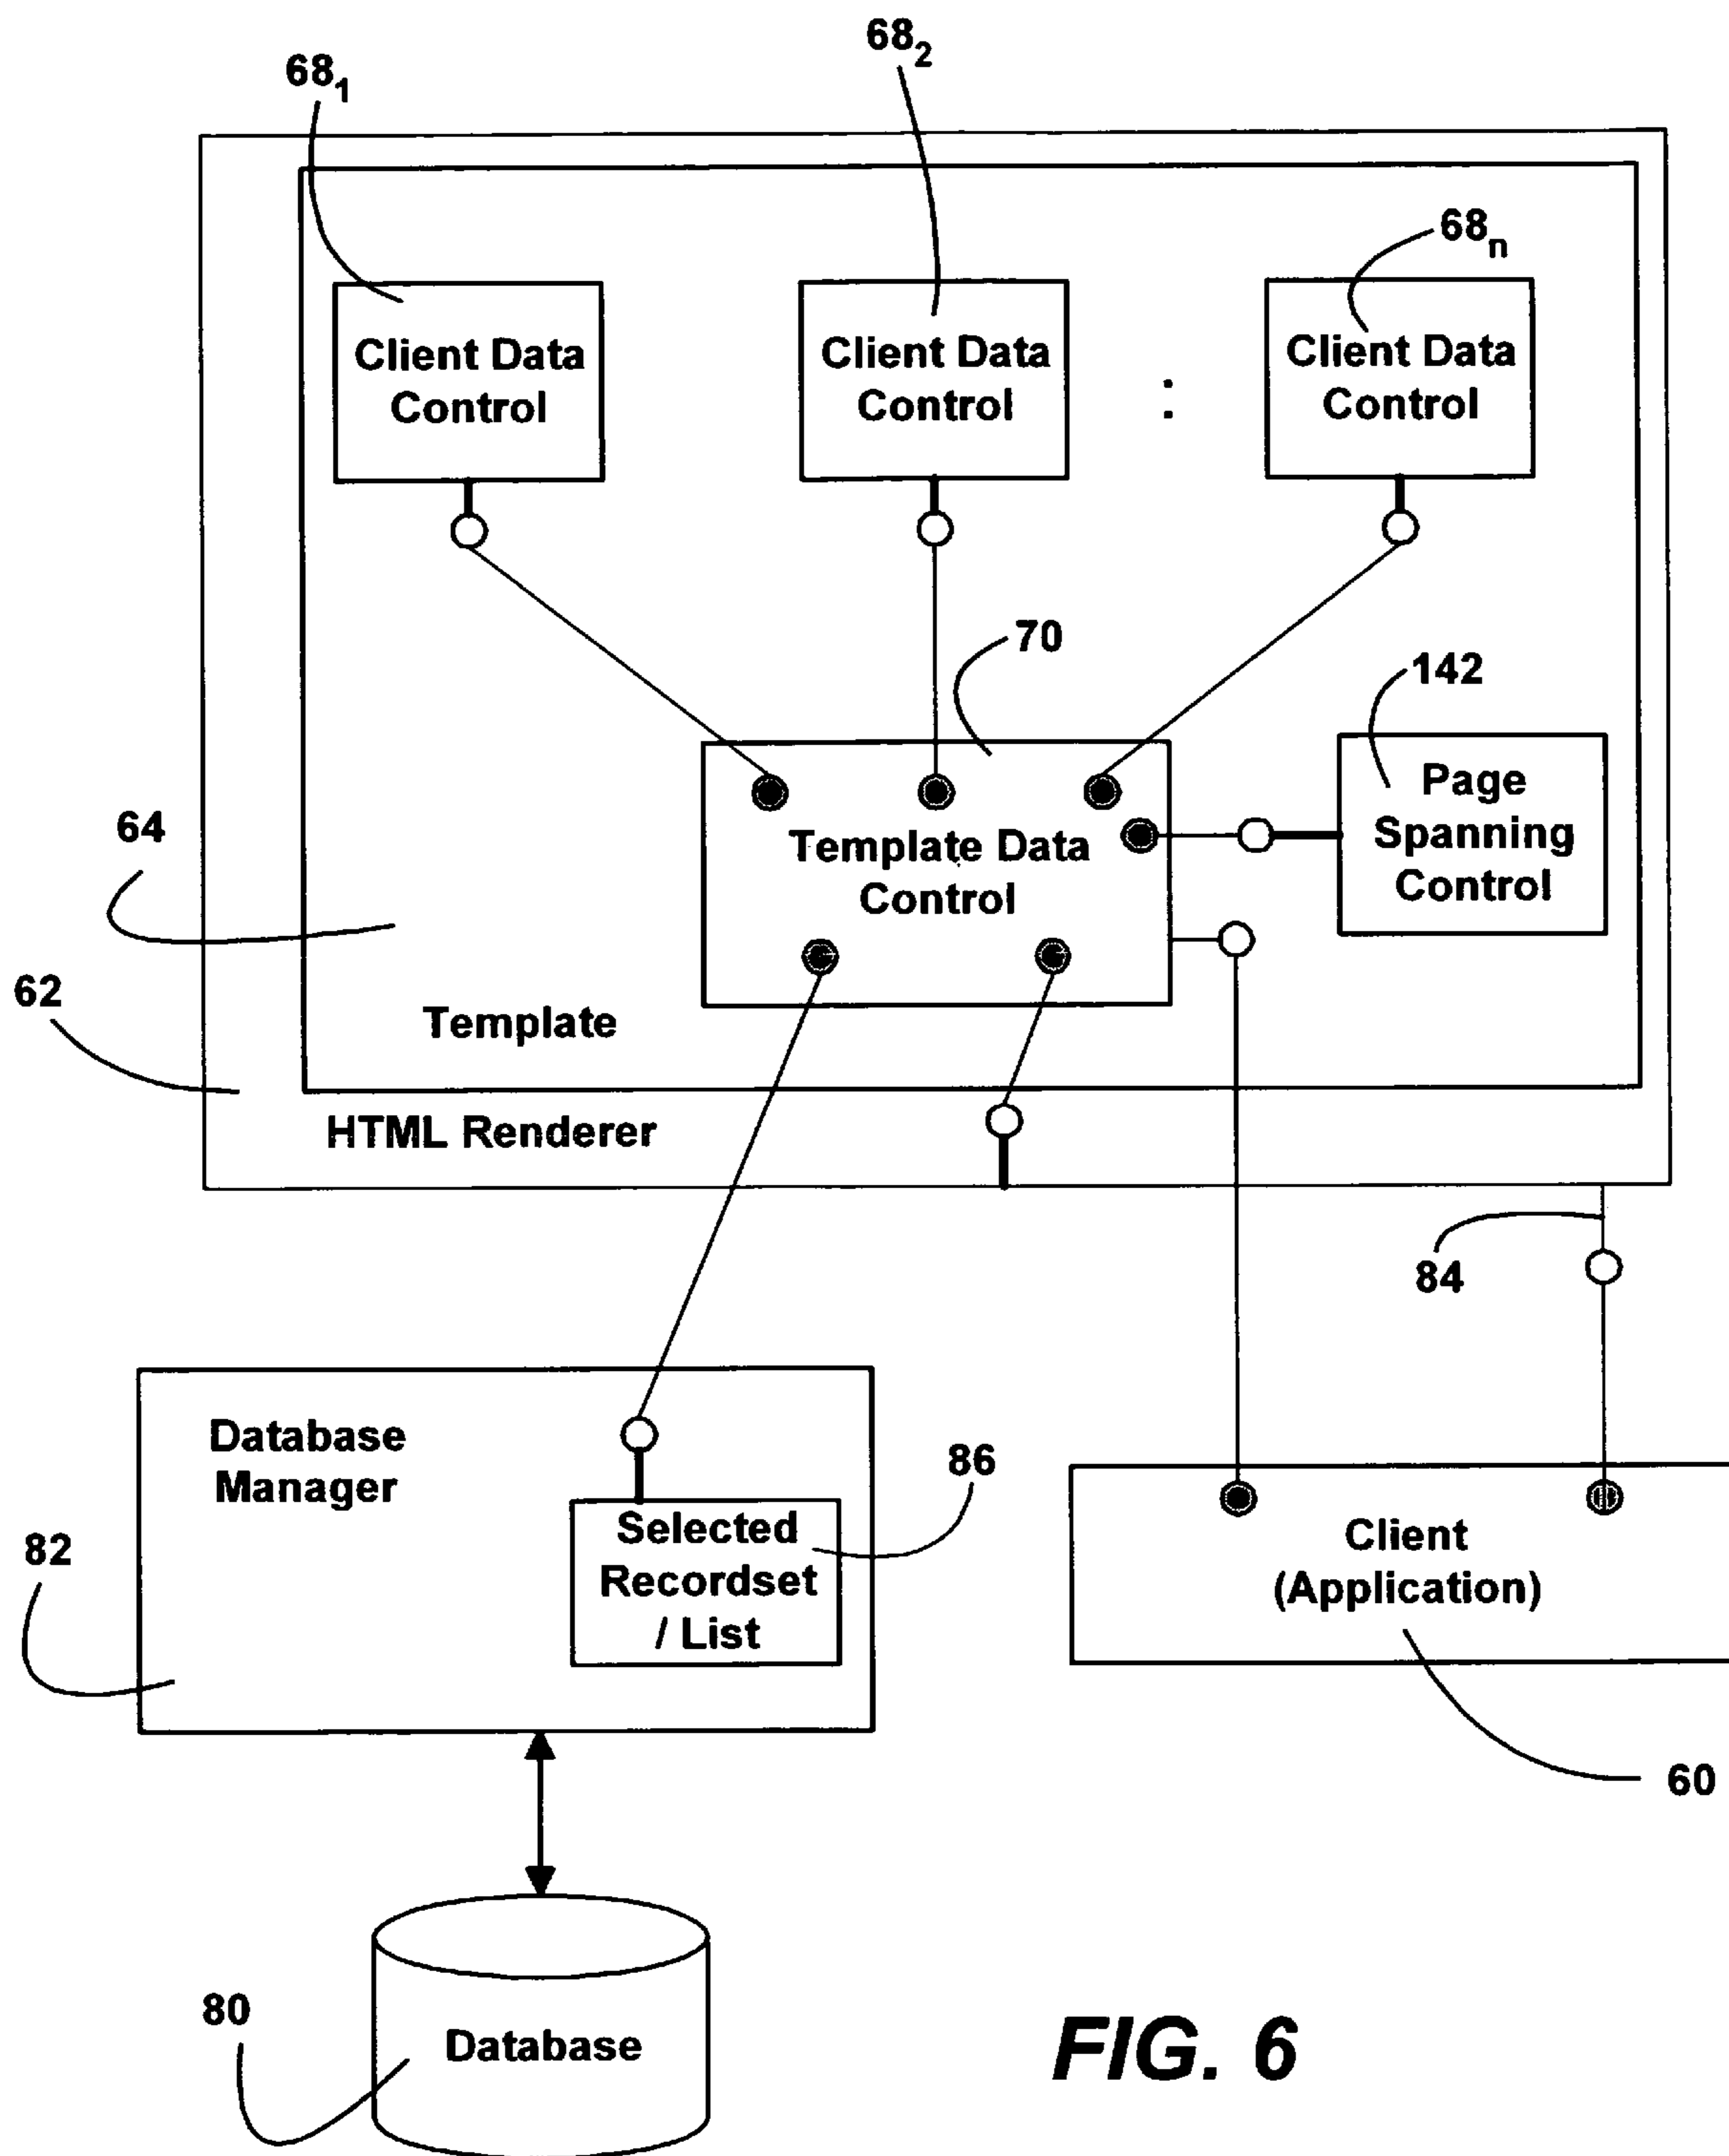 68₂
68₁
68ₙ
Client Data
Control
Client Data
Control
:
Client Data
Control
70
142
Page
Spanning
Control
64
Template Data
Control
62
Template
HTML Renderer
84
Database
Manager
86
Selected
Recordset
/ List
82
Client
(Application)
60
80
Database
FIG. 6